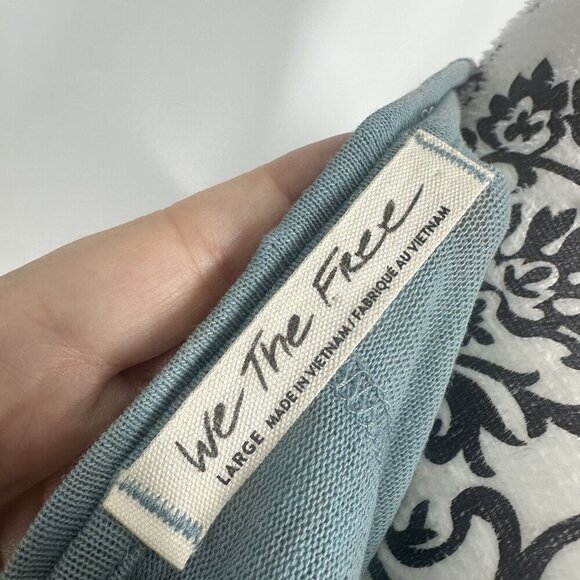 We The Free
LARGE MADE IN VIETNAM / FABRIQUÉ AU VIETNAM